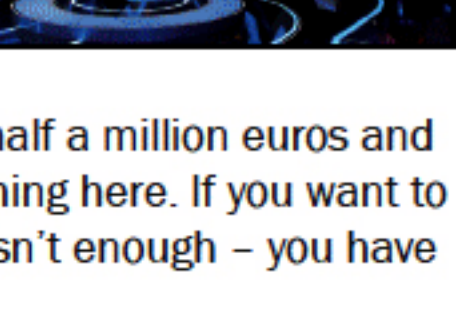 half a million euros and
ning here. If you want to
sn't enough – you have